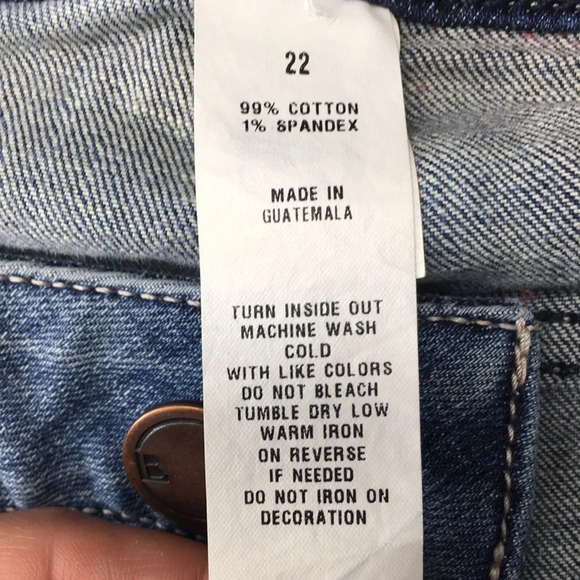 22
99% COTTON
1% SPANDEX
MADE IN
GUATEMALA
TURN INSIDE OUT
MACHINE WASH
COLD
WITH LIKE COLORS
DO NOT BLEACH
TUMBLE DRY LOW
WARM IRON
ON REVERSE
IF NEEDED
DO NOT IRON ON
DECORATION